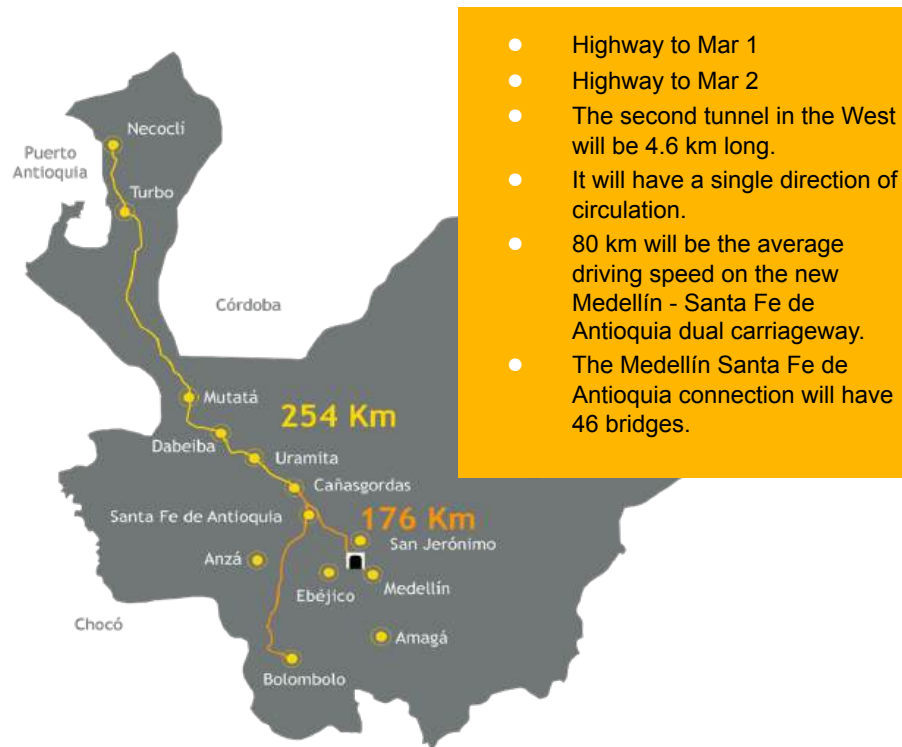 Highway to Mar 1
Highway to Mar 2
The second tunnel in the West
will be 4.6 km long.
It will have a single direction of
circulation.
80 km will be the average
driving speed on the new
Medellín - Santa Fe de
Antioquia dual carriageway.
The Medellín Santa Fe de
Antioquia connection will have
46 bridges.
Necoclí
Puerto
Antioquia
Turbo
Córdoba
Mutatá
254 Km
Dabeiba
Uramita
Cañasgordas
Santa Fe de Antioquia
176 Km
San Jerónimo
Anzá
Ebéjico
Medellín
Chocó
Amagá
Bolombolo